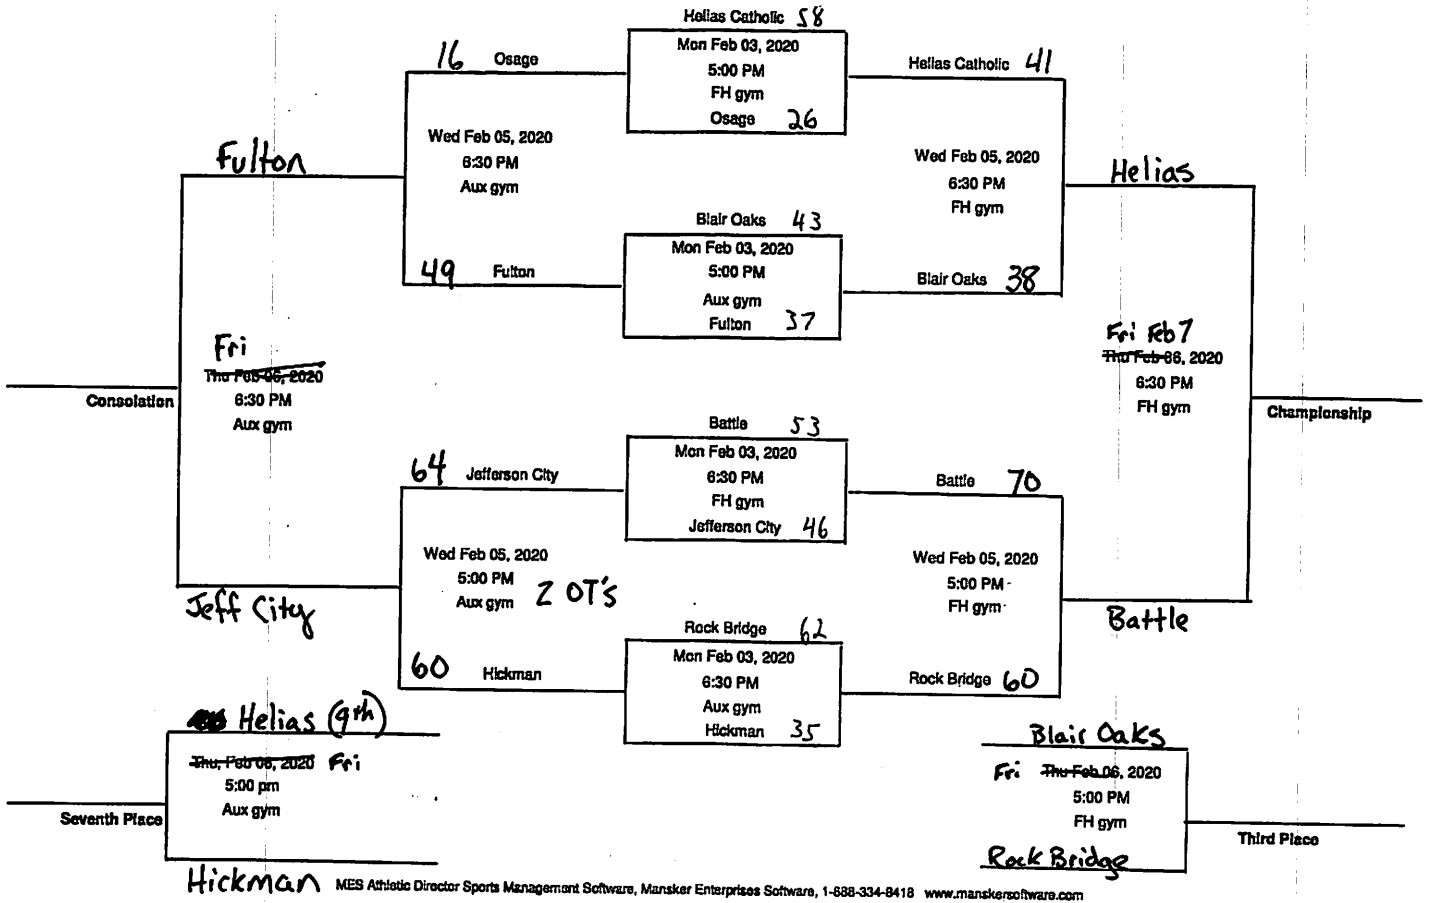 Helias Catholic 58
Mon Feb 03, 2020
5:00 PM
FH gym
Osage 26
16 Osage
Helias Catholic 41
Wed Feb 05, 2020
6:30 PM
Aux gym
Wed Feb 05, 2020
6:30 PM
FH gym
Fulton
Helias
Blair Oaks 43
Mon Feb 03, 2020
5:00 PM
Aux gym
Fulton 37
49 Fulton
Blair Oaks 38
Fri
Thu Feb 06, 2020
6:30 PM
Aux gym
Consolation
Fri Feb 7
Thu Feb 06, 2020
6:30 PM
FH gym
Championship
Battle 53
Mon Feb 03, 2020
6:30 PM
FH gym
Jefferson City 46
64 Jefferson City
Battle 70
Wed Feb 05, 2020
5:00 PM
Aux gym 2 OT's
Wed Feb 05, 2020
5:00 PM
FH gym
Jeff City
Battle
Rock Bridge 62
Mon Feb 03, 2020
6:30 PM
Aux gym
Hickman 35
60 Hickman
Rock Bridge 60
Helias (9th)
Thu, Feb 06, 2020 Fri
5:00 pm
Aux gym
Seventh Place
Hickman
Blair Oaks
Fri Thu Feb 06, 2020
5:00 PM
FH gym
Third Place
Rock Bridge
MES Athletic Director Sports Management Software, Mansker Enterprises Software, 1-888-334-8418 www.manskersoftware.com